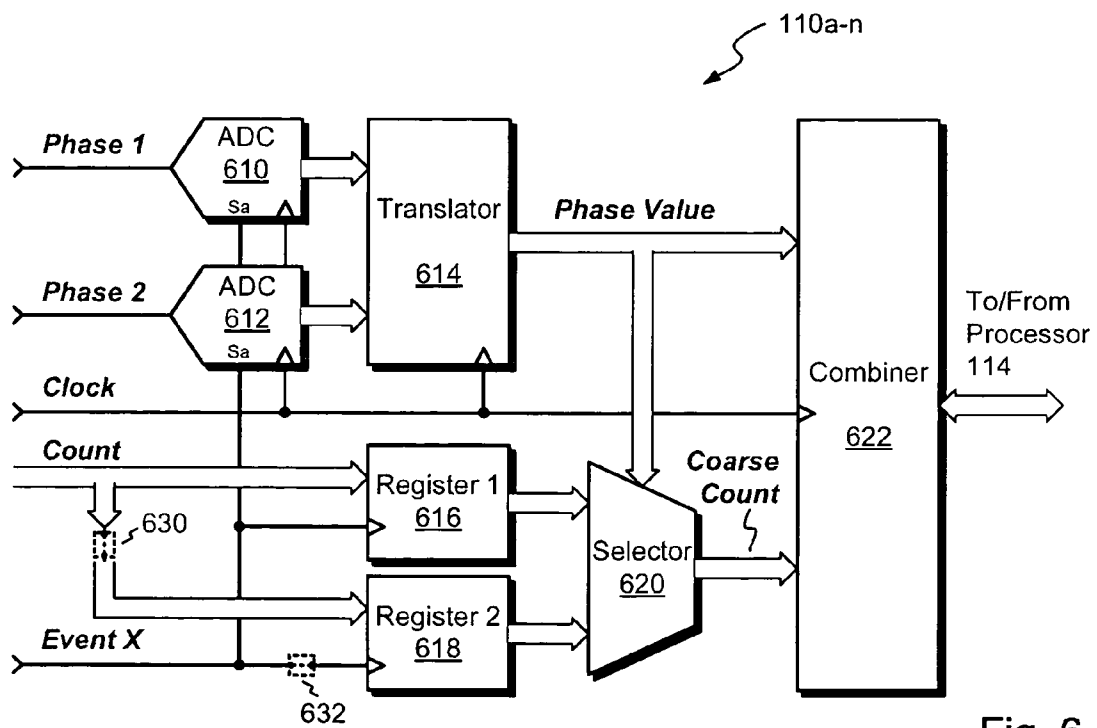 110a-n
Phase 1
ADC
610
Sa
Translator
614
Phase Value
Phase 2
ADC
612
Sa
To/From
Processor
114
Combiner
622
Clock
Count
Register 1
616
Coarse
Count
630
Selector
620
Register 2
618
Event X
632
Fig. 6